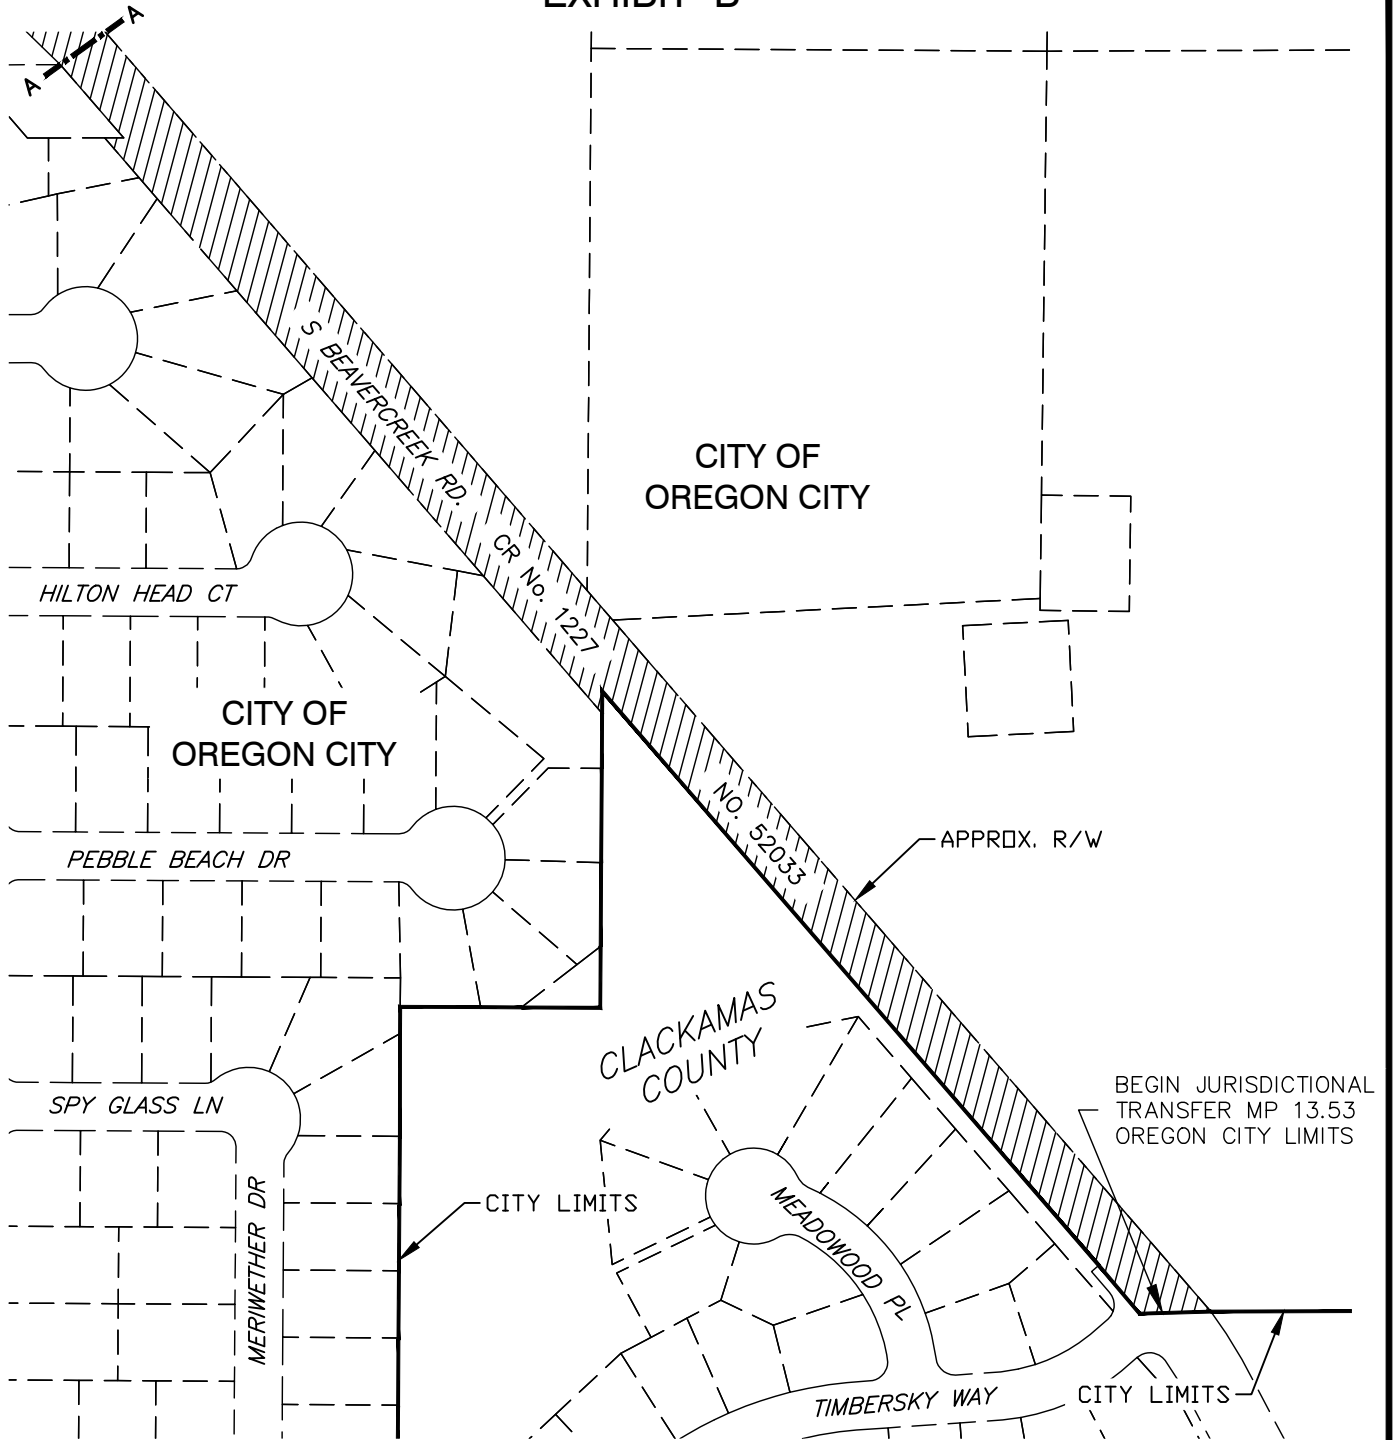 A
A
S BEAVERCREEK RD.
CR No. 1227
NO. 52033
CITY OF
OREGON CITY
HILTON HEAD CT
CITY OF
OREGON CITY
PEBBLE BEACH DR
APPROX. R/W
CLACKAMAS
COUNTY
BEGIN JURISDICTIONAL
TRANSFER MP 13.53
OREGON CITY LIMITS
SPY GLASS LN
MERIWETHER DR
CITY LIMITS
MEADOWOOD PL
TIMBERSKY WAY
CITY LIMITS